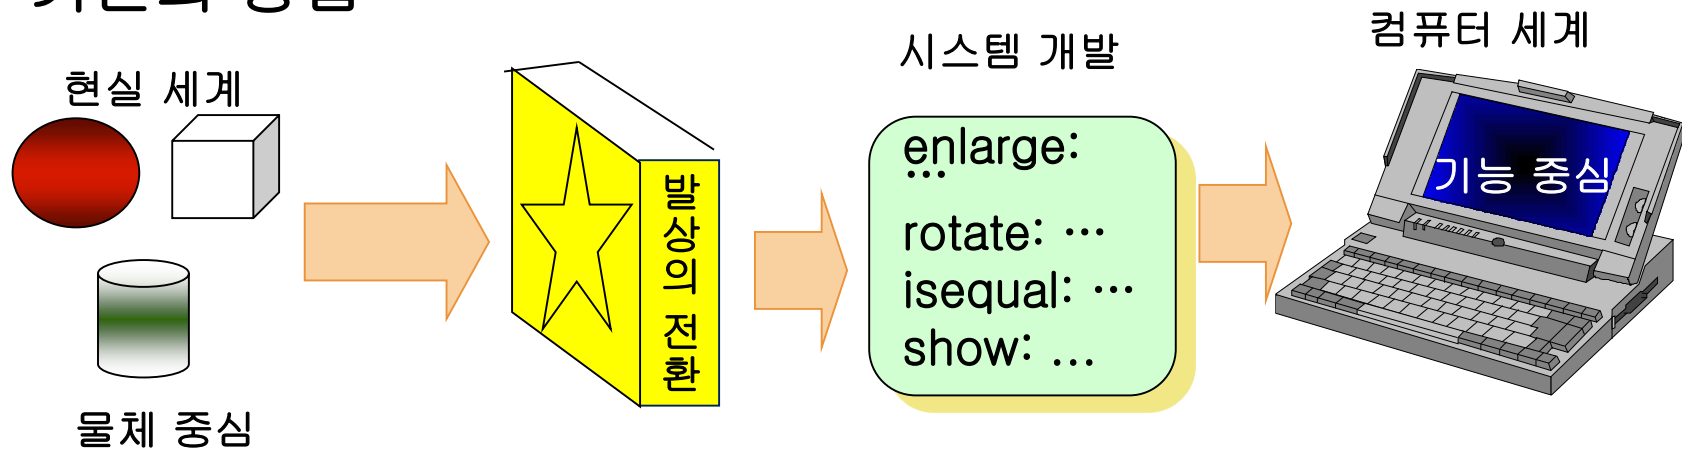 현실 세계
물체 중심
발상의 전환
시스템 개발
enlarge:
...
rotate: ...
isequal: ...
show: ...
컴퓨터 세계
기능 중심